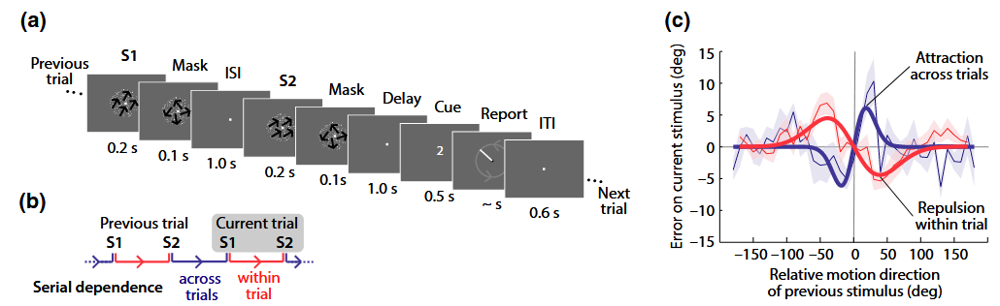 (a)
Previous
trial
S1
Mask
ISI
S2
Mask
Delay
Cue
Report
ITI
2
0.2 s
0.1 s
1.0 s
0.2 s
0.1s
1.0 s
0.5 s
~ s
0.6 s
Next
trial
(b)
Previous trial
Current trial
S1
S2
S1
S2
Serial dependence
across
trials
within
trial
(c)
Error on current stimulus (deg)
15
10
5
0
−5
−10
−15
Attraction
across trials
Repulsion
within trial
−150
−100
−50
0
50
100
150
Relative motion direction
of previous stimulus (deg)